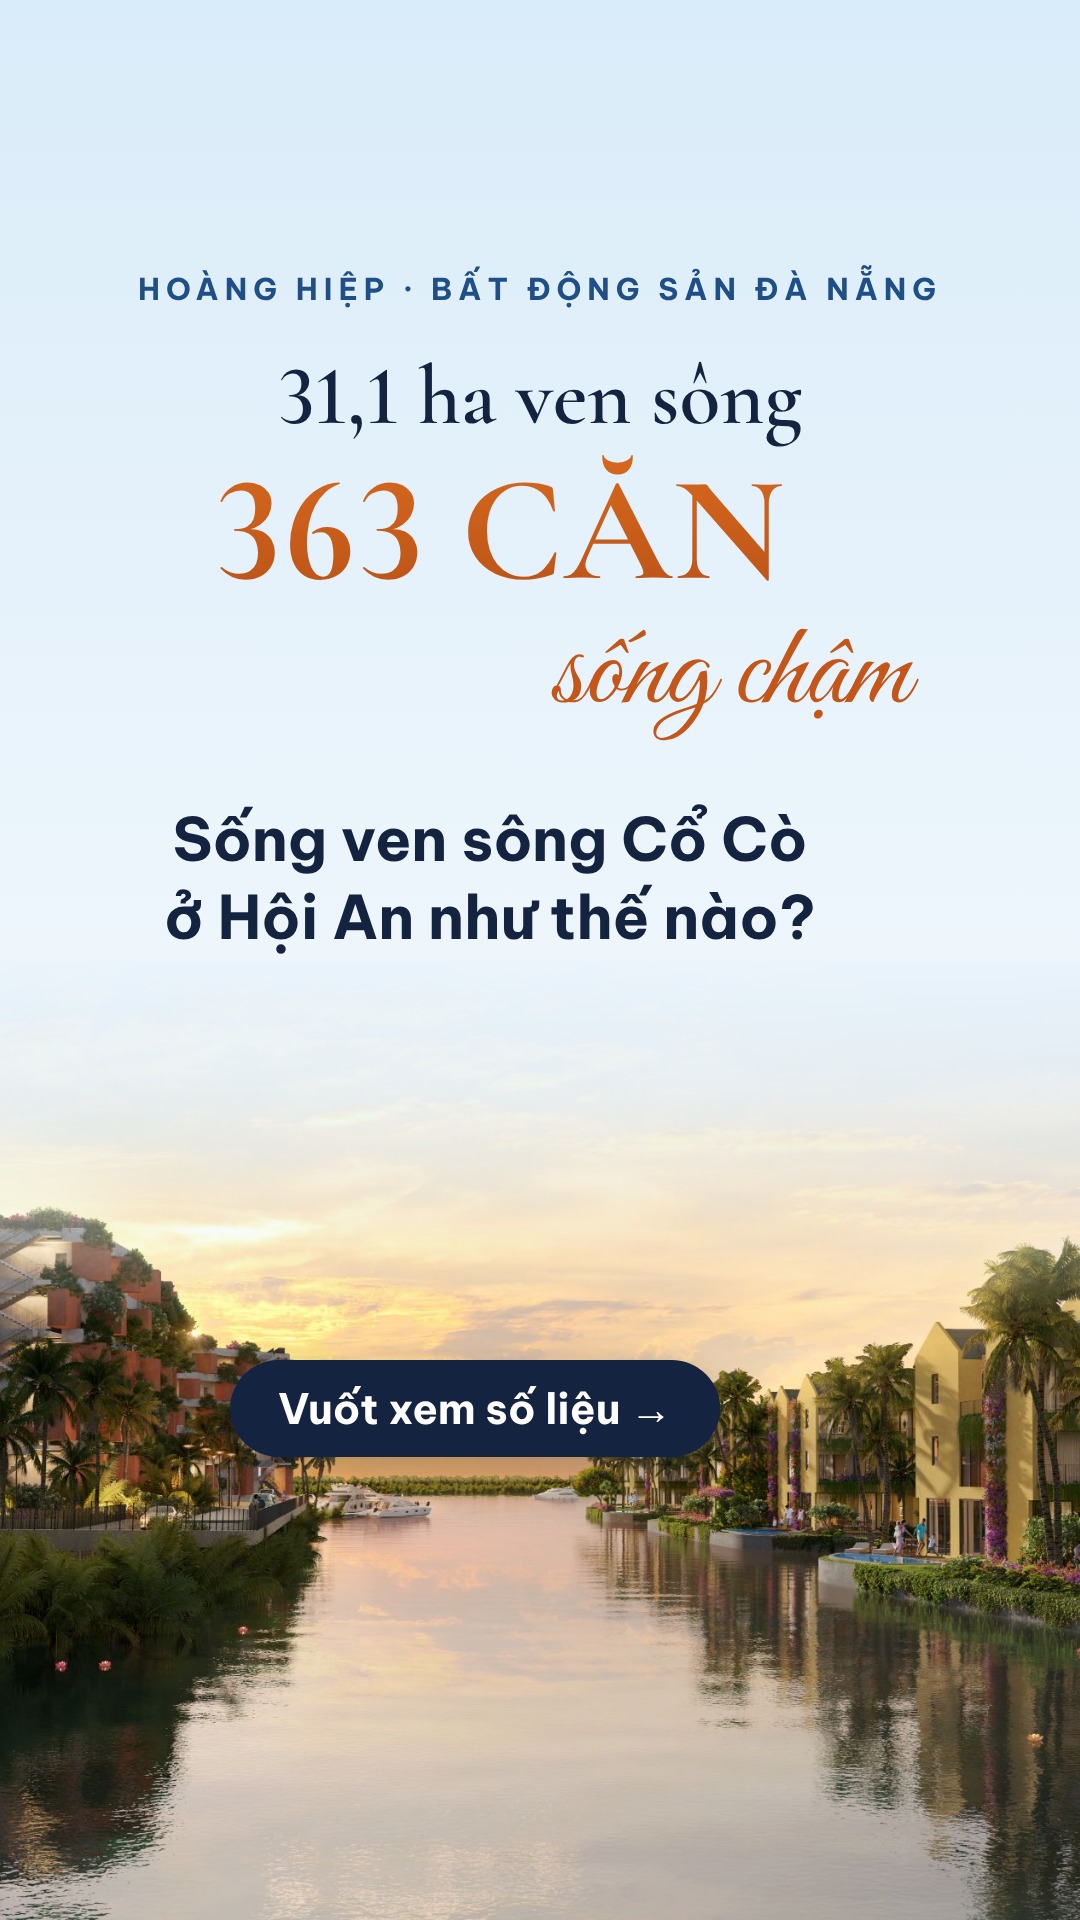 HOÀNG HIỆP · BẤT ĐỘNG SẢN ĐÀ NẴNG
31,1 ha ven sông
363 CĂN
sống chậm
Sống ven sông Cổ Cò
ở Hội An như thế nào?
Vuốt xem số liệu →